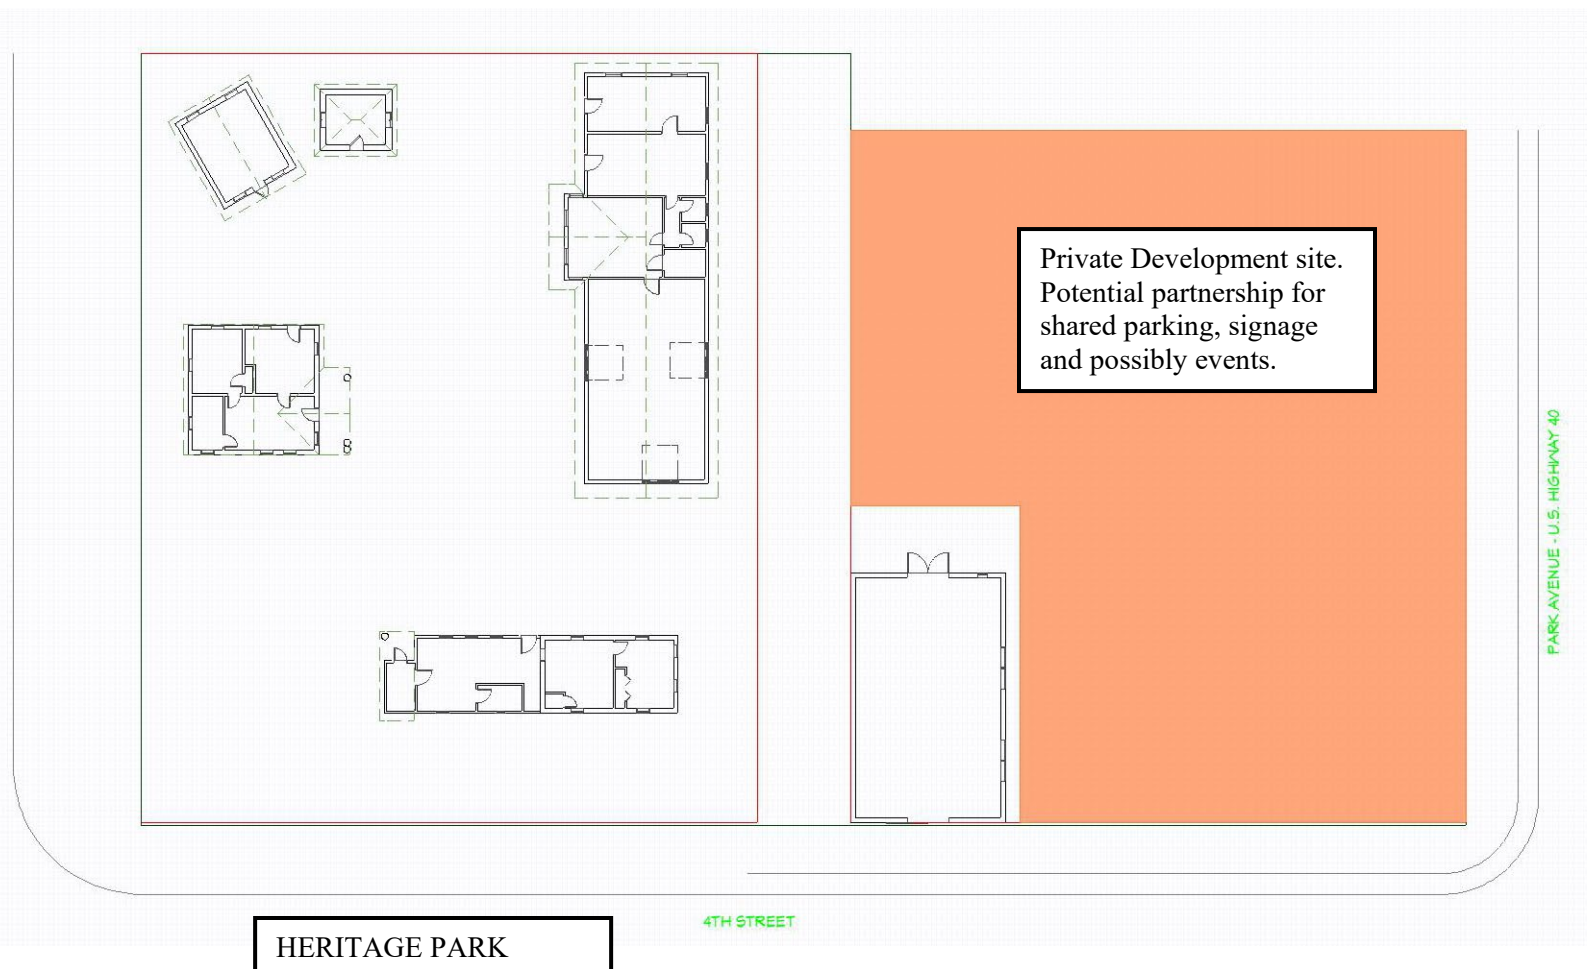 Private Development site.
Potential partnership for
shared parking, signage
and possibly events.
PARK AVENUE - U.S. HIGHWAY 40
4TH STREET
HERITAGE PARK